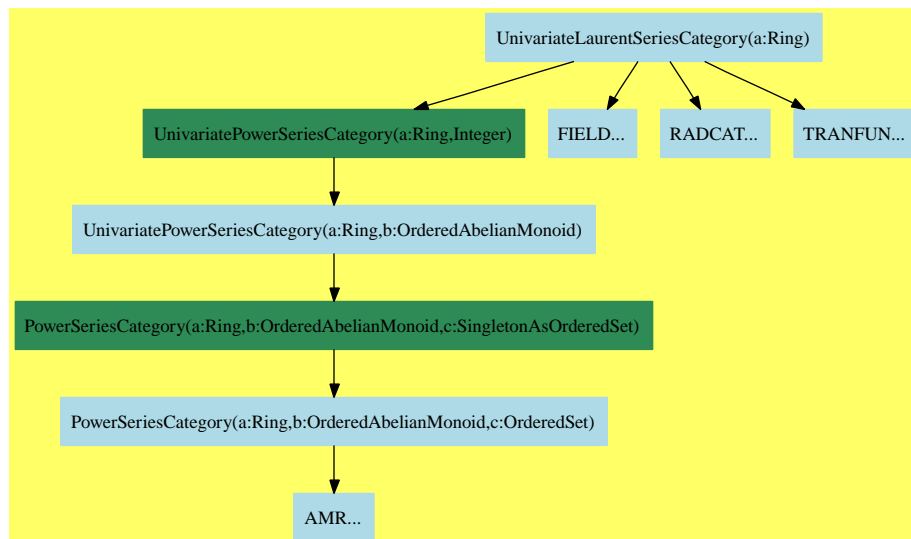 UnivariateLaurentSeriesCategory(a:Ring)
UnivariatePowerSeriesCategory(a:Ring,Integer)
FIELD...
RADCAT...
TRANFUN...
UnivariatePowerSeriesCategory(a:Ring,b:OrderedAbelianMonoid)
PowerSeriesCategory(a:Ring,b:OrderedAbelianMonoid,c:SingletonAsOrderedSet)
PowerSeriesCategory(a:Ring,b:OrderedAbelianMonoid,c:OrderedSet)
AMR...